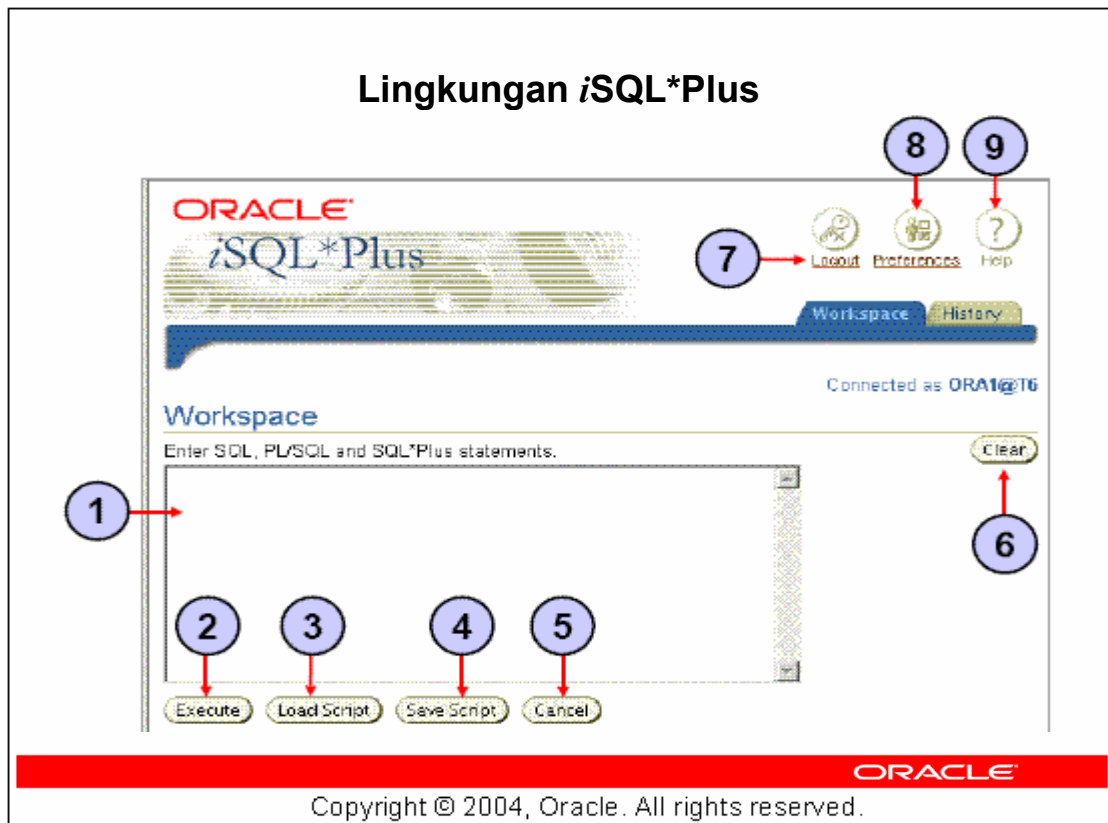 Lingkungan iSQL*Plus
8 9
ORACLE
iSQL*Plus
7
Logout Preferences Help
Workspace History
Connected as ORA1@T6
Workspace
Enter SQL, PL/SQL and SQL*Plus statements.
Clear
1
6
2 3 4 5
Execute Load Script Save Script Cancel
ORACLE
Copyright © 2004, Oracle. All rights reserved.